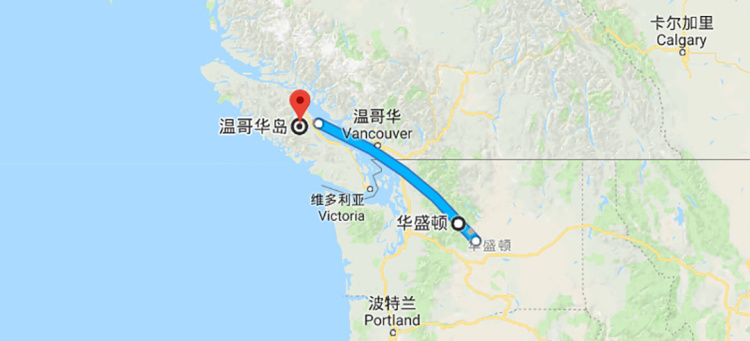 卡尔加里
Calgary
温哥华岛
温哥华
Vancouver
维多利亚
Victoria
华盛顿
华盛顿
波特兰
Portland